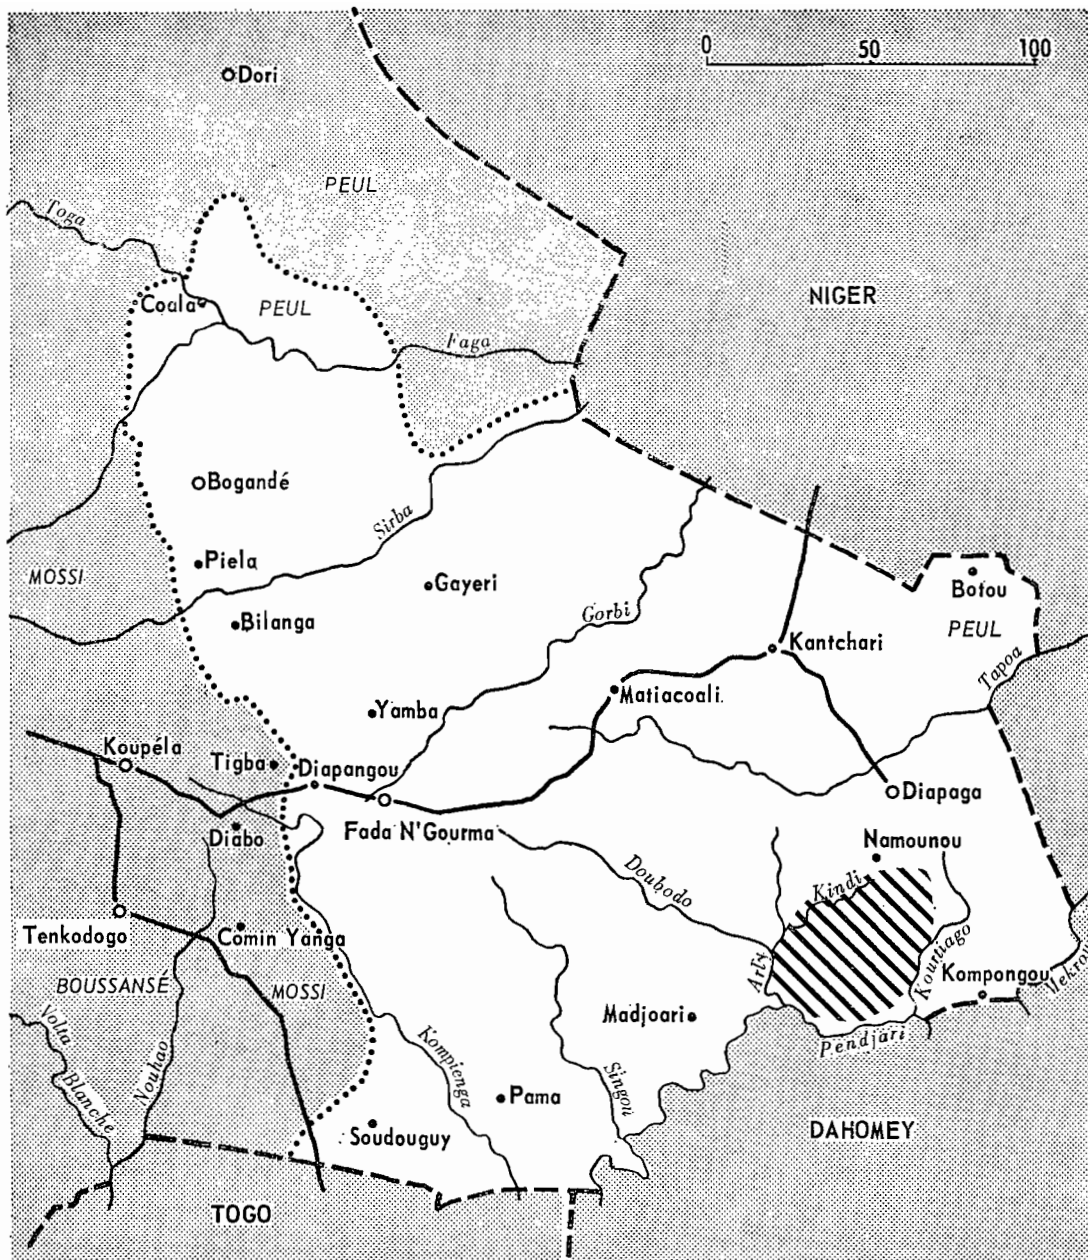 0 50 100
Dori
PEUL
Toga
NIGER
Coala
PEUL
Faga
Bogandé
Sirba
Piela
MOSSI
Gayeri
Botou
Bilanga
Gorbi
PEUL
Kantchari
Tapoa
Matiacoali
Yamba
Koupéla
Tigba
Diapangou
Diapaga
Fada N'Gourma
Diabo
Namounou
Doubodo
Kindi
Tenkodogo
Comin Yanga
Arly
Kourtiago
BOUSSANSÉ
MOSSI
Kompongou
Mekrou
Madjoari
Volta
Blanche
Nouhao
Kompienga
Pendjari
Singou
Pama
Soudouguy
DAHOMEY
TOGO